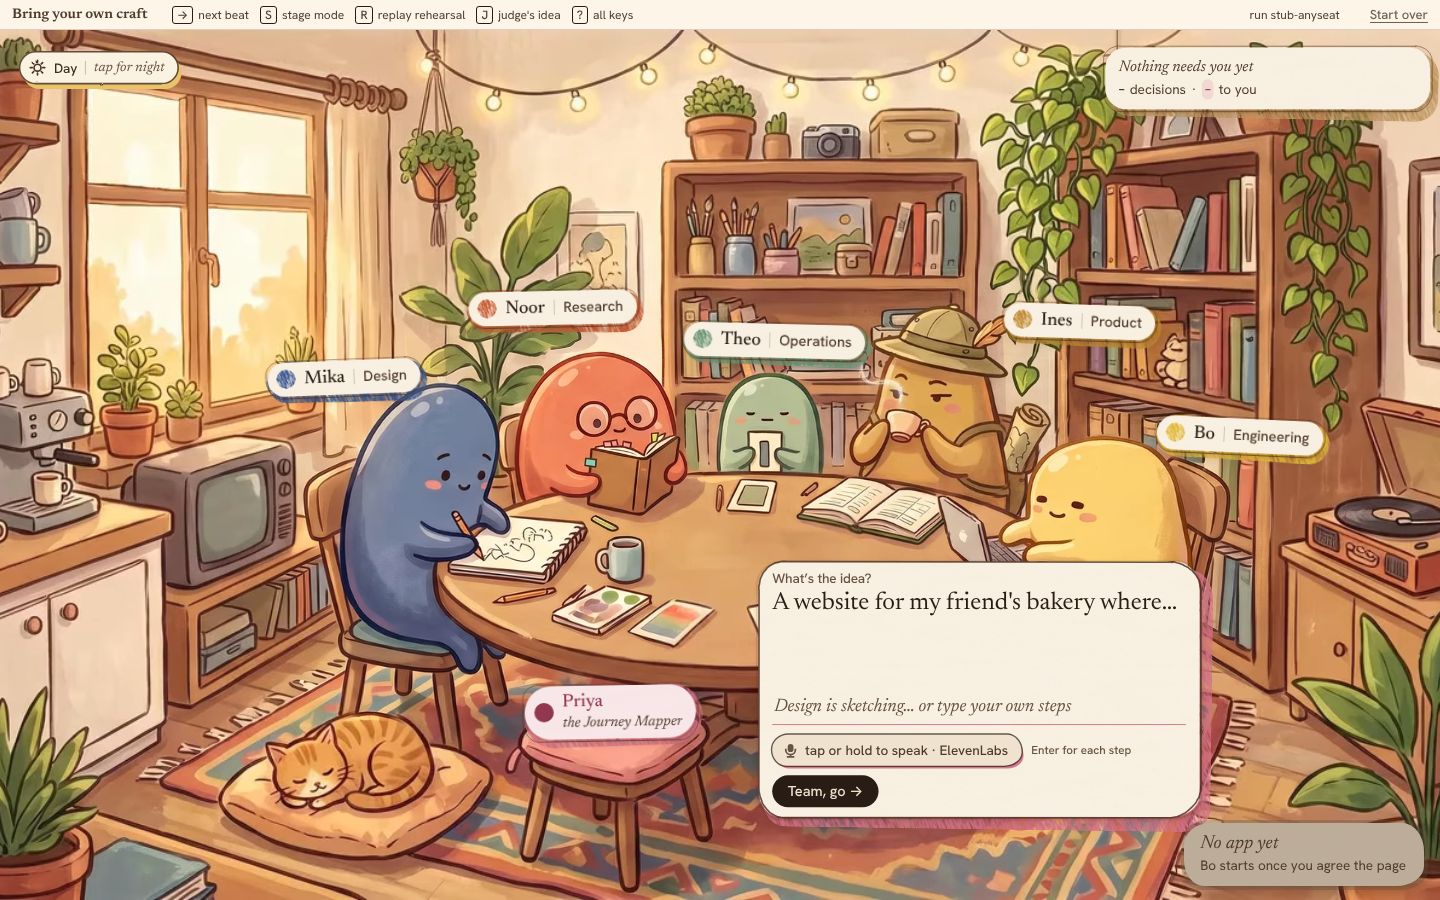 Bring your own craft
→ next beat S stage mode R replay rehearsal J judge's idea ? all keys
run stub-anyseat Start over
Day | tap for night
Nothing needs you yet
– decisions · – to you
Noor | Research
Theo | Operations
Ines | Product
Mika | Design
Bo | Engineering
What's the idea?
A website for my friend's bakery where...
Design is sketching... or type your own steps
tap or hold to speak · ElevenLabs Enter for each step
Team, go →
Priya
the Journey Mapper
No app yet
Bo starts once you agree the page